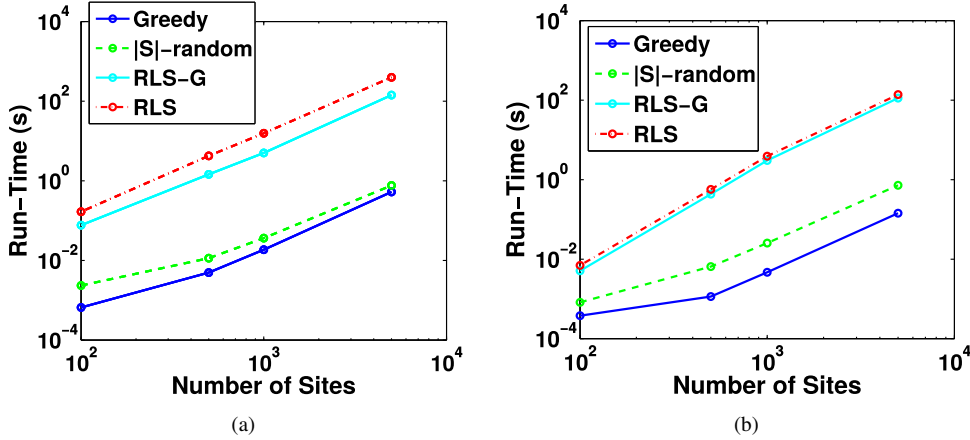 10^4
10^2
10^0
10^-2
10^-4
Run-Time (s)
Greedy
|S|-random
RLS-G
RLS
10^2
10^3
10^4
Number of Sites
(a)
10^4
10^2
10^0
10^-2
10^-4
Run-Time (s)
Greedy
|S|-random
RLS-G
RLS
10^2
10^3
10^4
Number of Sites
(b)